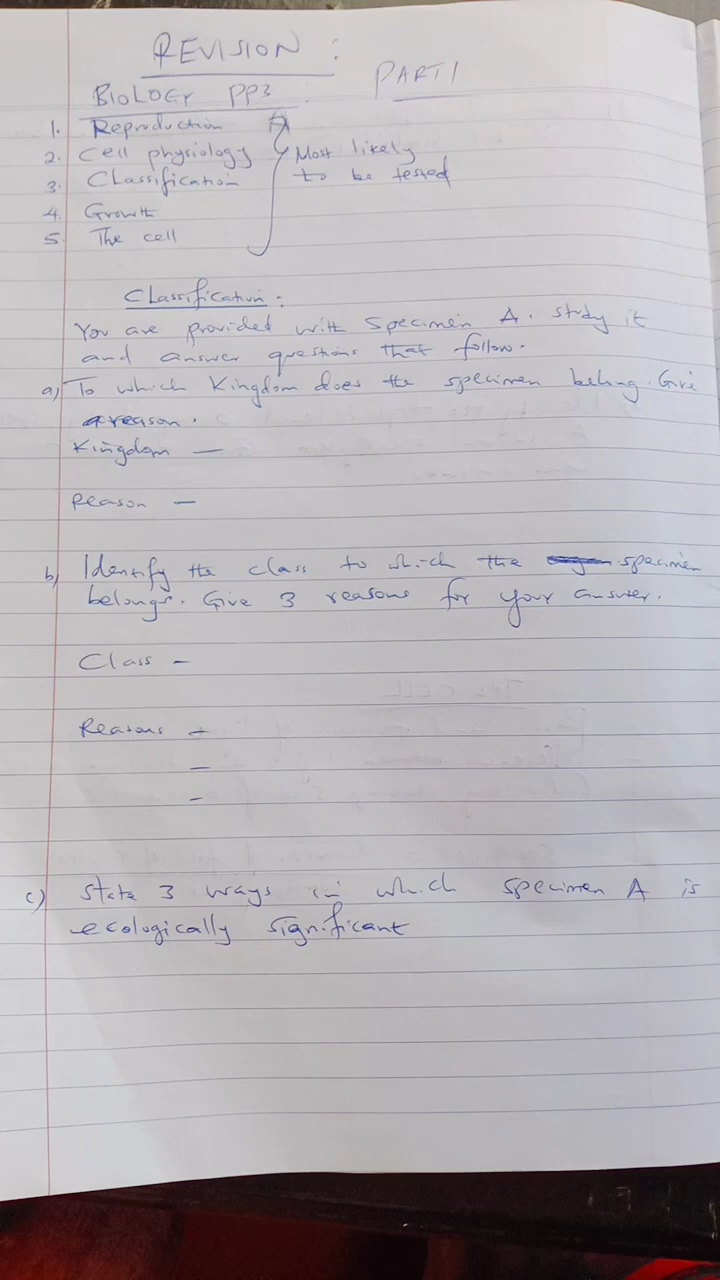 REVISION :
PART 1
BIOLOGY PP3
1. Reproduction
2. Cell physiology
3. Classification
4. Growth
5. The cell
Most likely
to be tested
Classification:
You are provided with specimen A. study it
and answer questions that follow.
a) To which Kingdom does the specimen belong. Give
a reason.
Kingdom —
Reason —
b) Identify the class to which the specimen
belongs. Give 3 reasons for your answer.
Class -
Reasons -
-
-
c) State 3 ways in which specimen A is
ecologically significant